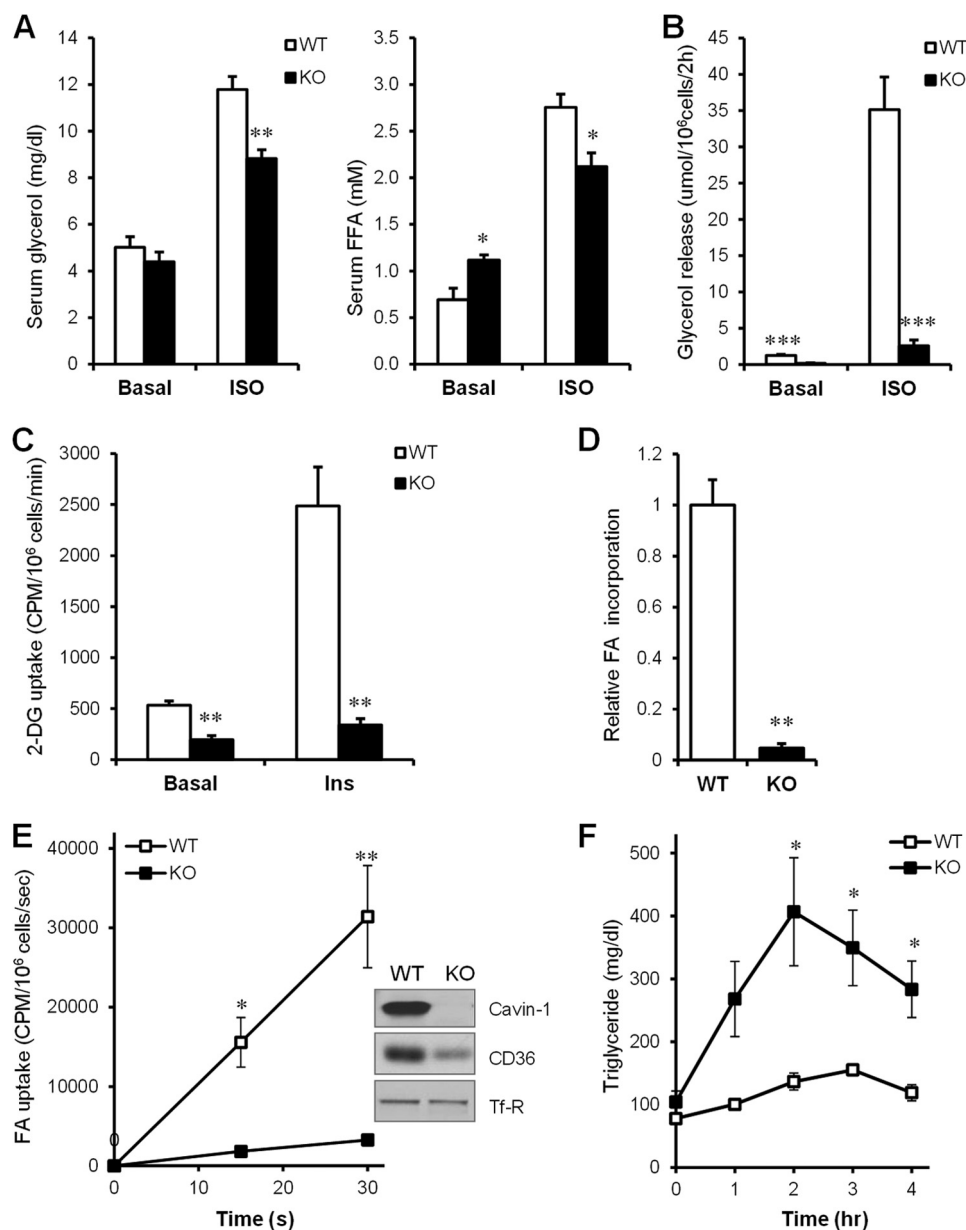 A
Serum glycerol (mg/dl)
14
12
10
8
6
4
2
0
WT
KO
**
Basal
ISO
Serum FFA (mM)
3.5
3.0
2.5
2.0
1.5
1.0
0.5
0.0
*
*
Basal
ISO
B
Glycerol release (umol/10⁶cells/2h)
40
35
30
25
20
15
10
5
0
WT
KO
***
***
Basal
ISO
C
2-DG uptake (CPM/10⁶ cells/min)
3000
2500
2000
1500
1000
500
0
WT
KO
**
**
Basal
Ins
D
Relative FA incorporation
1.2
1
0.8
0.6
0.4
0.2
0
**
WT
KO
E
FA uptake (CPM/10⁶ cells/sec)
40000
30000
20000
10000
0
0
WT
KO
*
**
WT KO
Cavin-1
CD36
Tf-R
0
10
20
30
Time (s)
F
Triglyceride (mg/dl)
500
400
300
200
100
0
WT
KO
*
*
*
0
1
2
3
4
Time (hr)